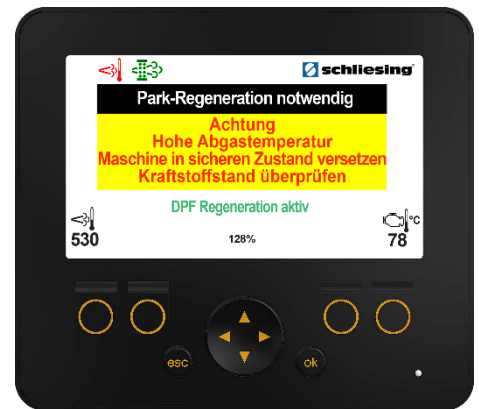 schliesing
Park-Regeneration notwendig
Achtung
Hohe Abgastemperatur
Maschine in sicheren Zustand versetzen
Kraftstoffstand überprüfen
DPF Regeneration aktiv
°C
530
128%
78
esc
ok